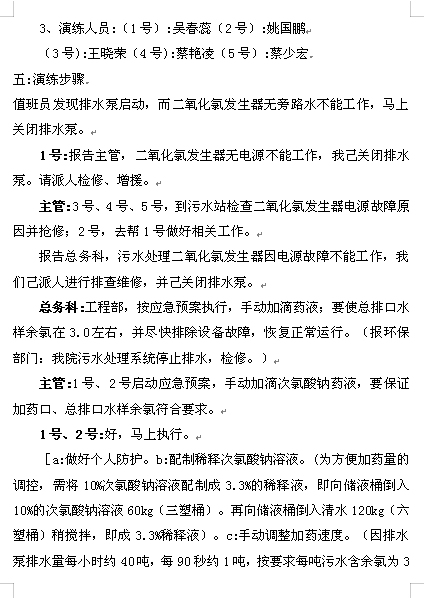 3、演练人员:（1号）:吴春蕊（2号）:姚国鹏
（3号）:王晓荣（4号）:蔡艳凌（5号）:蔡少宏
五:演练步骤
值班员发现排水泵启动，而二氧化氯发生器无旁路水不能工作，马上
关闭排水泵。
1号:报告主管，二氧化氯发生器无电源不能工作，我己关闭排水
泵。请派人检修、增援。
主管:3号、4号、5号，到污水站检查二氧化氯发生器电源故障原
因并抢修；2号，去帮1号做好相关工作。
报告总务科，污水处理二氧化氯发生器因电源故障不能工作，我
们己派人进行排查维修，并己关闭排水泵。
总务科:工程部，按应急预案执行，手动加滴药液；要使总排口水
样余氯在3.0左右，并尽快排除设备故障，恢复正常运行。（报环保
部门：我院污水处理系统停止排水，检修。）
主管:1号、2号启动应急预案，手动加滴次氯酸钠药液，要保证
加药口、总排口水样余氯符合要求。
1号、2号:好，马上执行。
[a:做好个人防护。b:配制稀释次氯酸钠溶液。(为方便加药量的
调控，需将10%次氯酸钠溶液配制成3.3%的稀释液，即向储液桶倒入
10%的次氯酸钠溶液60kg（三塑桶）。再向储液桶倒入清水120kg（六
塑桶）稍搅拌，即成3.3%稀释液）。c:手动调整加药速度。（因排水
泵排水量每小时约40吨，每90秒约1吨，按要求每吨污水含余氯为3